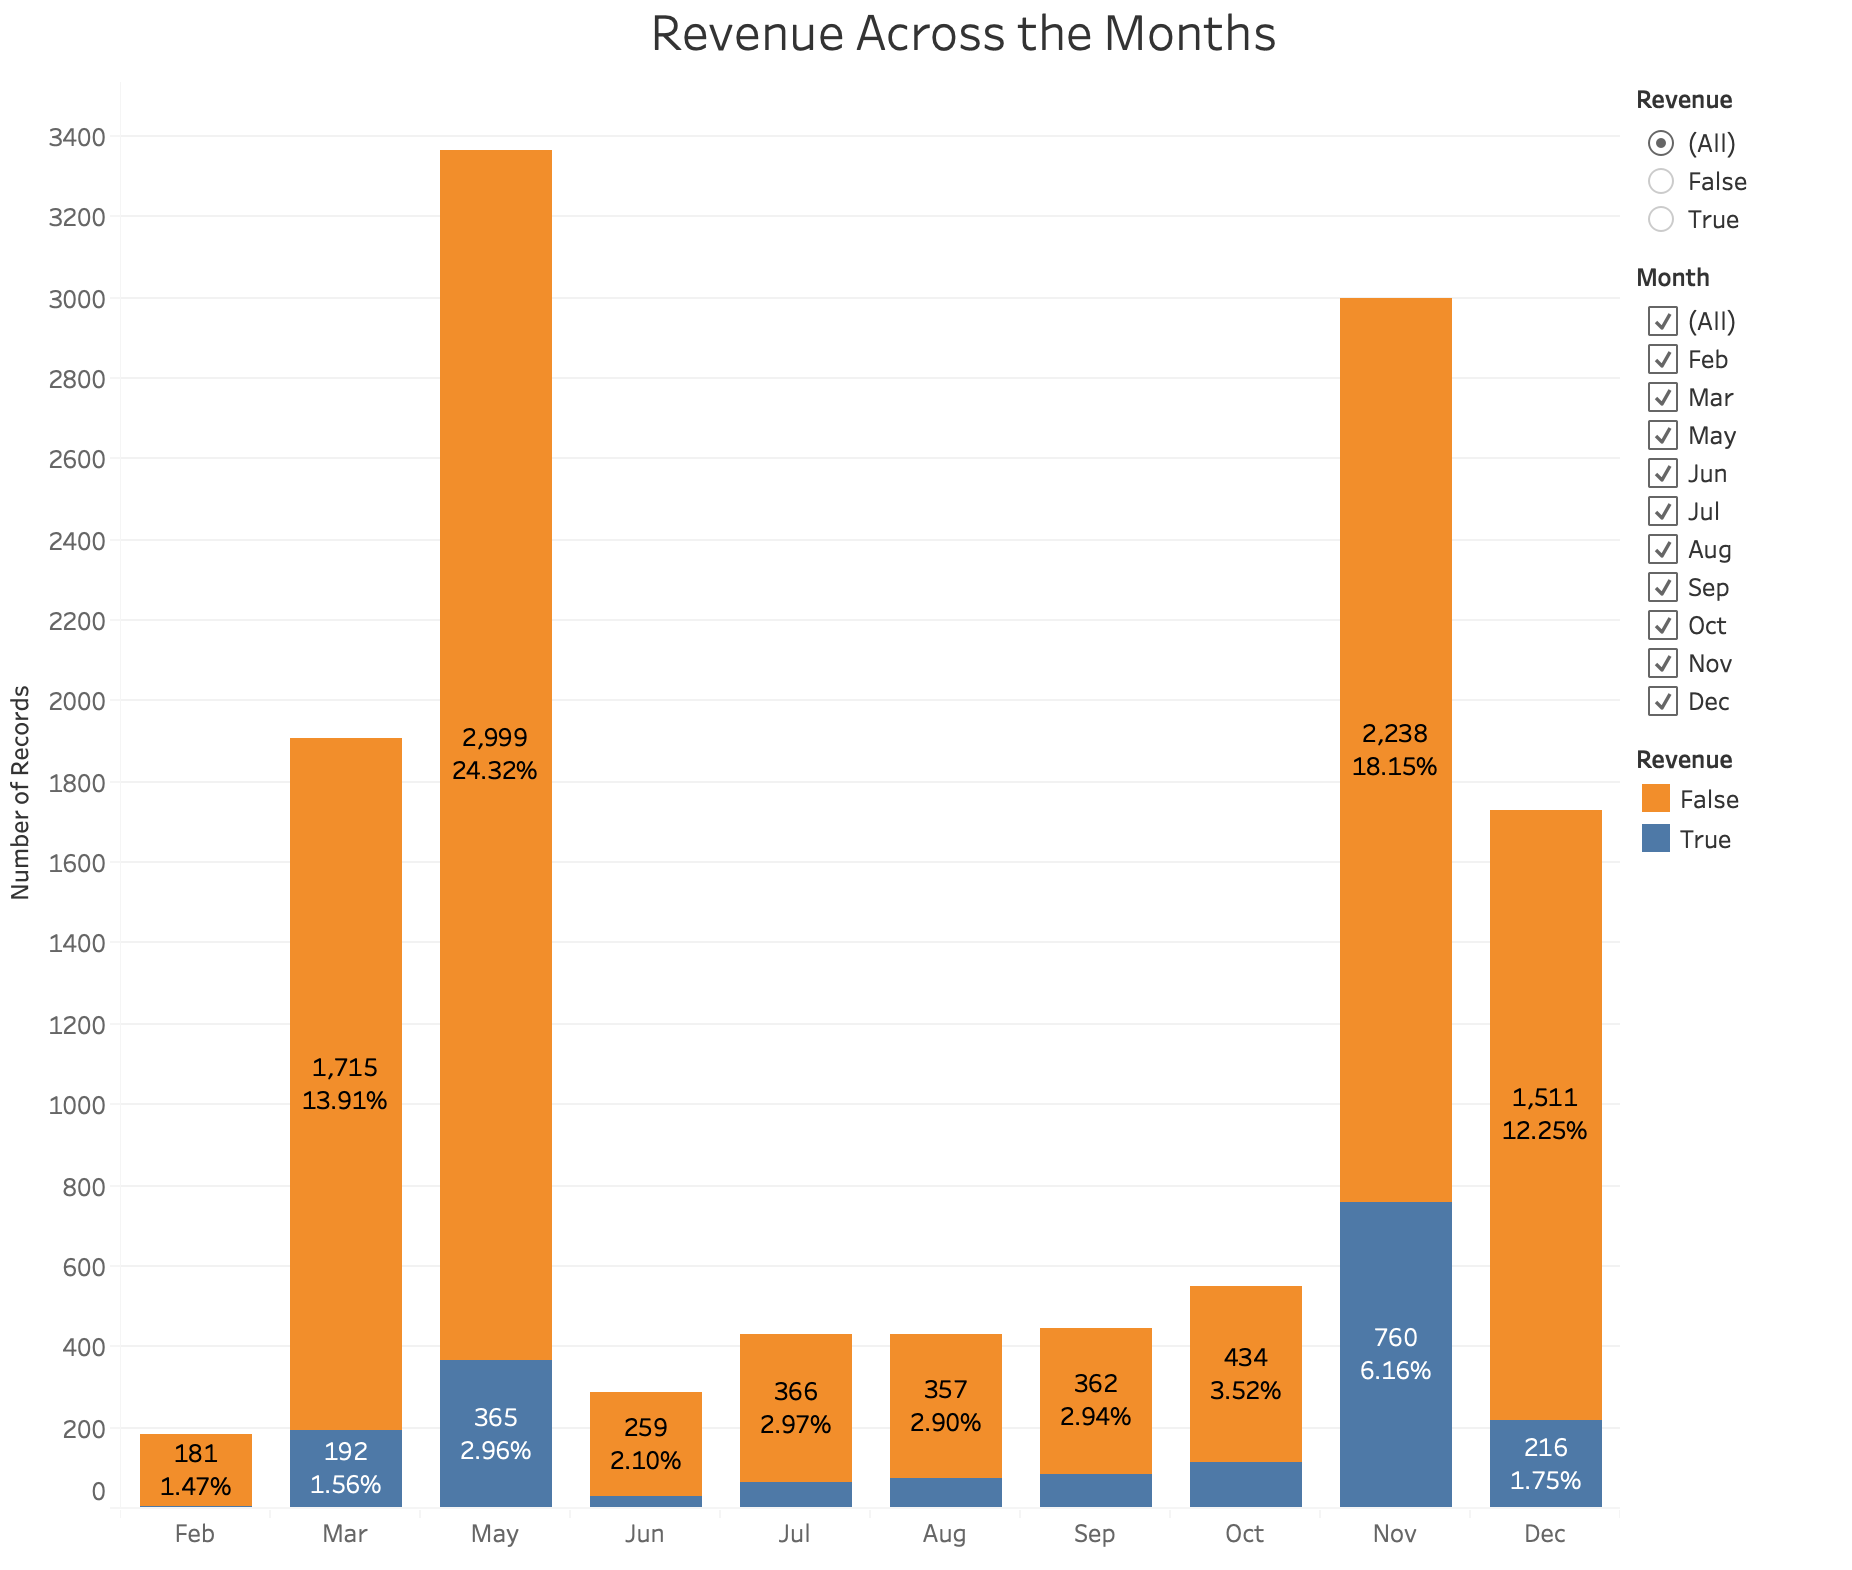 Revenue Across the Months
Number of Records
3400
3200
3000
2800
2600
2400
2200
2000
1800
1600
1400
1200
1000
800
600
400
200
0
181
1.47%
1,715
13.91%
192
1.56%
2,999
24.32%
365
2.96%
259
2.10%
366
2.97%
357
2.90%
362
2.94%
434
3.52%
2,238
18.15%
760
6.16%
1,511
12.25%
216
1.75%
Feb
Mar
May
Jun
Jul
Aug
Sep
Oct
Nov
Dec
Revenue
(All)
False
True
Month
(All)
Feb
Mar
May
Jun
Jul
Aug
Sep
Oct
Nov
Dec
Revenue
False
True